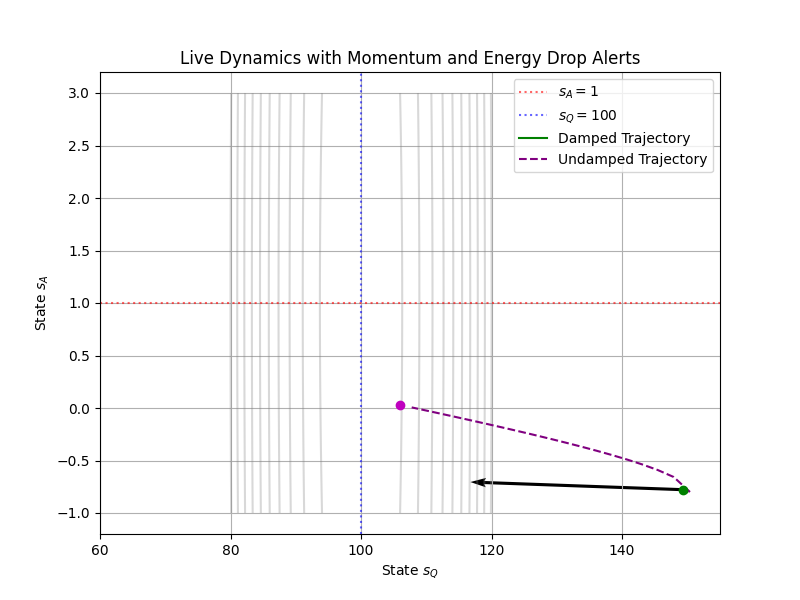 Live Dynamics with Momentum and Energy Drop Alerts
3.0
2.5
2.0
1.5
1.0
0.5
0.0
−0.5
−1.0
State s_A
60
80
100
120
140
State s_Q
s_A = 1
s_Q = 100
Damped Trajectory
Undamped Trajectory